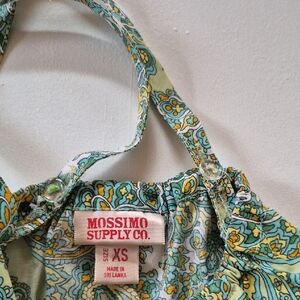 MOSSIMO
SUPPLY CO.
SIZE XS
MADE IN
SRI LANKA